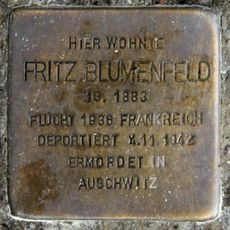 HIER WOHNTE
FRITZ BLUMENFELD
JG. 1883
FLUCHT 1936 FRANKREICH
DEPORTIERT 4.11.1942
ERMORDET IN
AUSCHWITZ